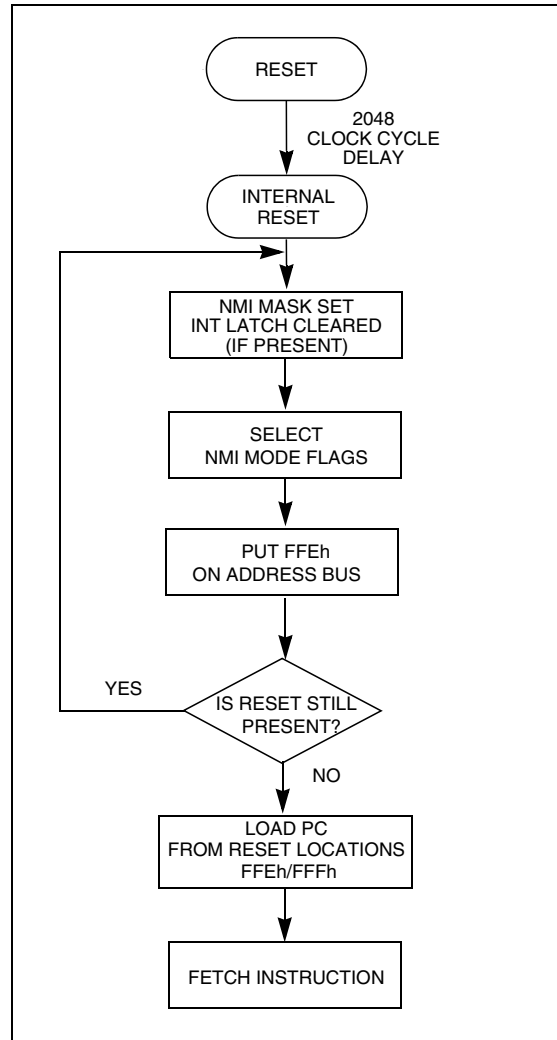 RESET
2048
CLOCK CYCLE
DELAY
INTERNAL
RESET
NMI MASK SET
INT LATCH CLEARED
(IF PRESENT)
SELECT
NMI MODE FLAGS
PUT FFEh
ON ADDRESS BUS
YES
IS RESET STILL
PRESENT?
NO
LOAD PC
FROM RESET LOCATIONS
FFEh/FFFh
FETCH INSTRUCTION